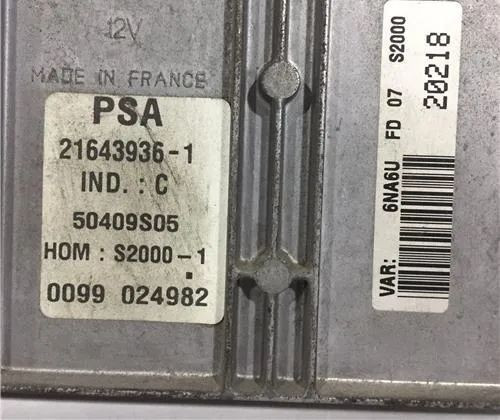 12V
MADE IN FRANCE
PSA
21643936-1
IND. : C
50409S05
HOM : S2000-1
0099 024982
VAR: 6NA6U FD 07 S2000
20218